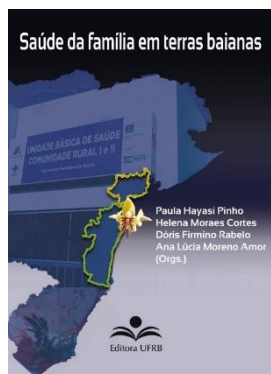 Saúde da família em terras baianas
UNIDADE BÁSICA DE SAÚDE
COMUNIDADE RURAL I e II
Paula Hayasi Pinho
Helena Moraes Cortes
Dóris Firmino Rabelo
Ana Lúcia Moreno Amor
(Orgs.)
Editora UFRB